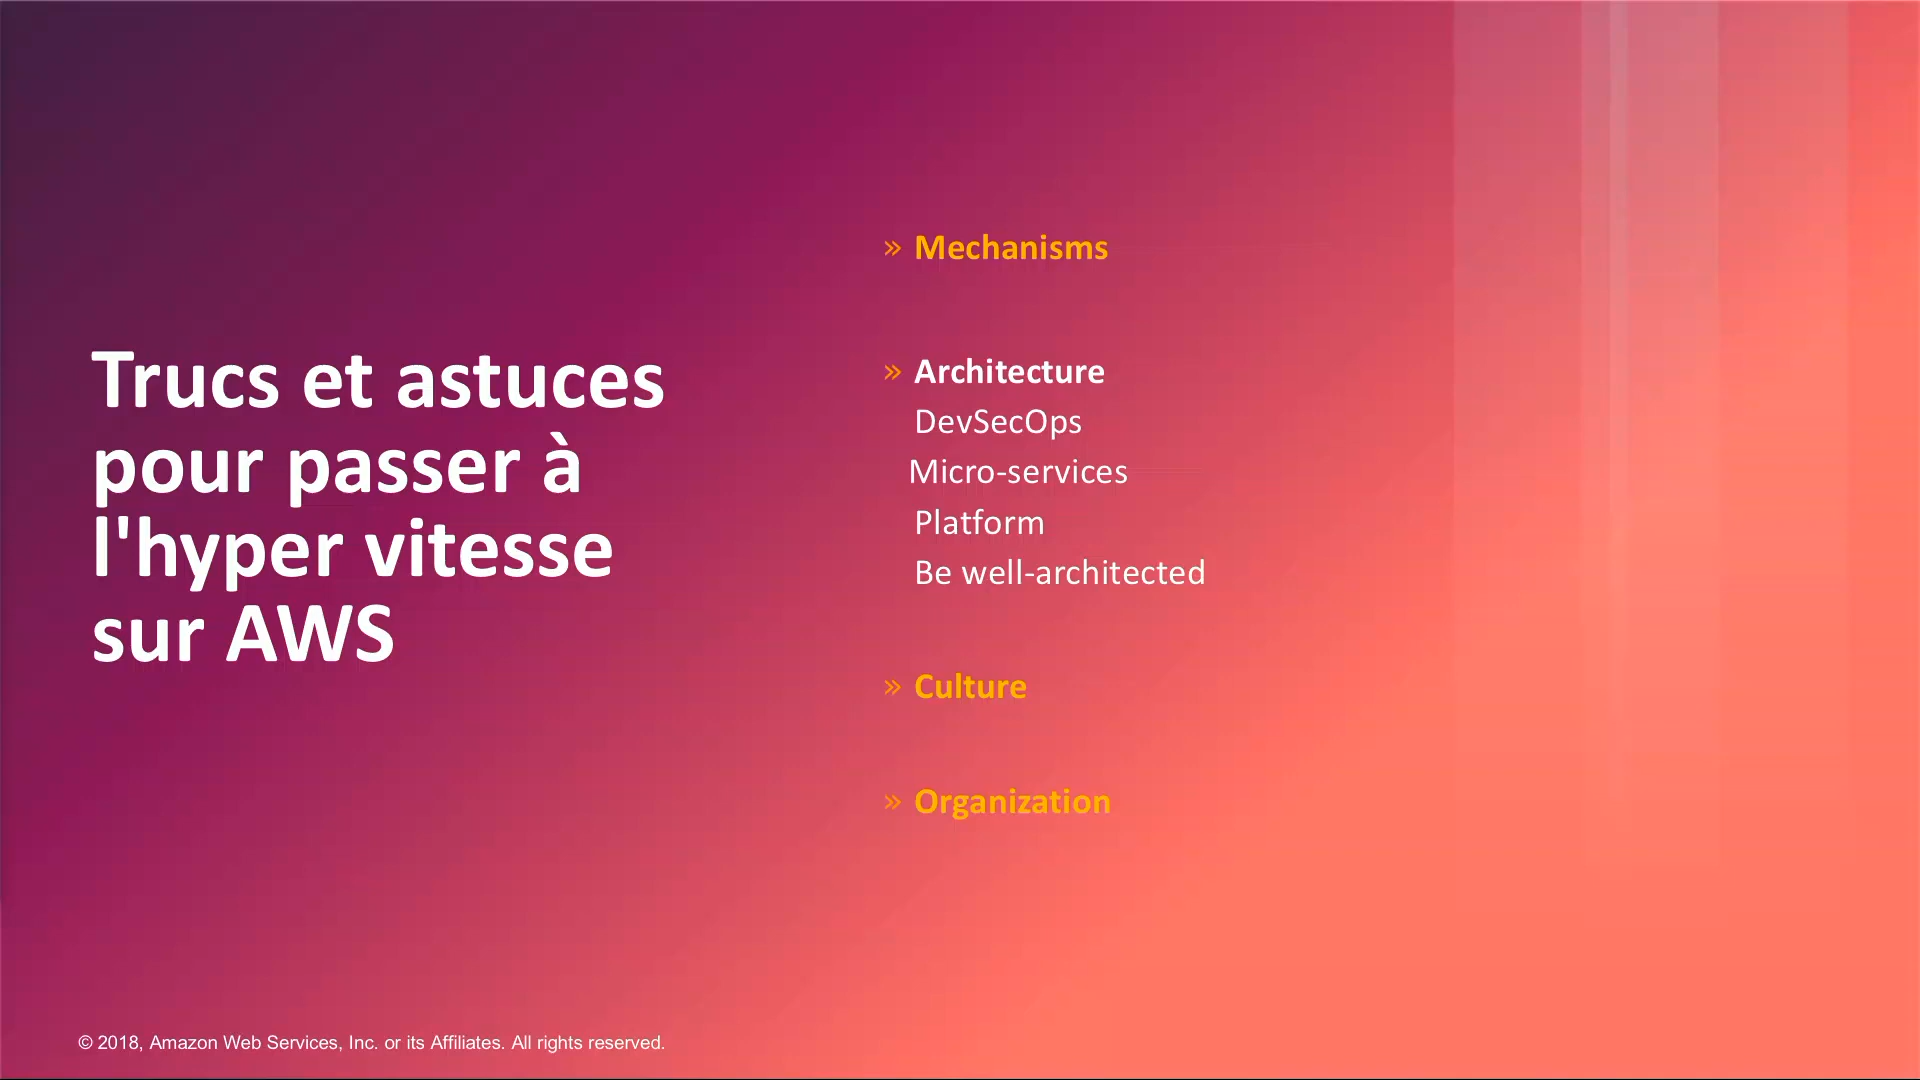 Trucs et astuces
pour passer à
l'hyper vitesse
sur AWS
» Mechanisms
» Architecture
DevSecOps
Micro-services
Platform
Be well-architected
» Culture
» Organization
© 2018, Amazon Web Services, Inc. or its Affiliates. All rights reserved.